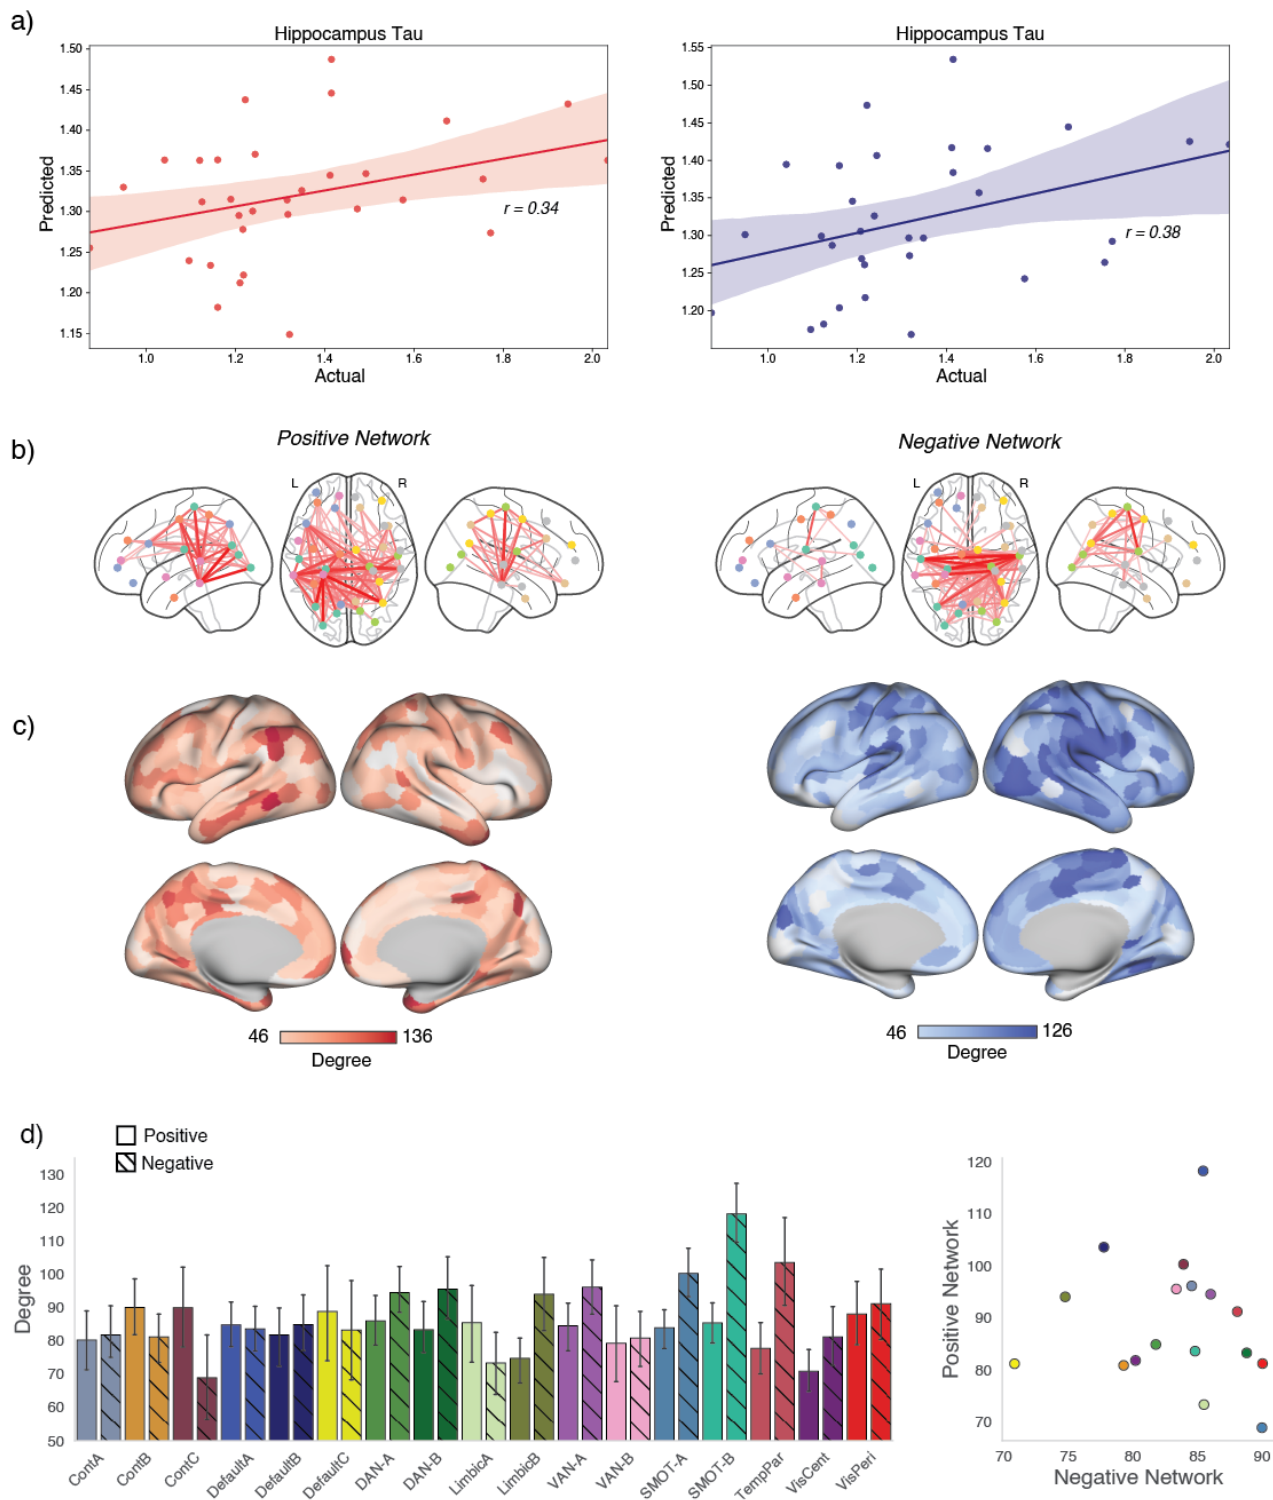 a)
Hippocampus Tau
1.50
1.45
1.40
1.35
1.30
1.25
1.20
1.15
Predicted
r = 0.34
1.0 1.2 1.4 1.6 1.8 2.0
Actual
Hippocampus Tau
1.55
1.50
1.45
1.40
1.35
1.30
1.25
1.20
Predicted
r = 0.38
1.0 1.2 1.4 1.6 1.8 2.0
Actual
b)
Positive Network
L R
Negative Network
L R
c)
46 136
Degree
46 126
Degree
d)
Positive
Negative
130
120
110
100
90
80
70
60
50
Degree
ContA ContB ContC DefaultA DefaultB DefaultC DAN-A DAN-B LimbicA LimbicB VAN-A VAN-B SMOT-A SMOT-B TempPar VisCent VisPeri
120
110
100
90
80
70
Positive Network
70 75 80 85 90
Negative Network